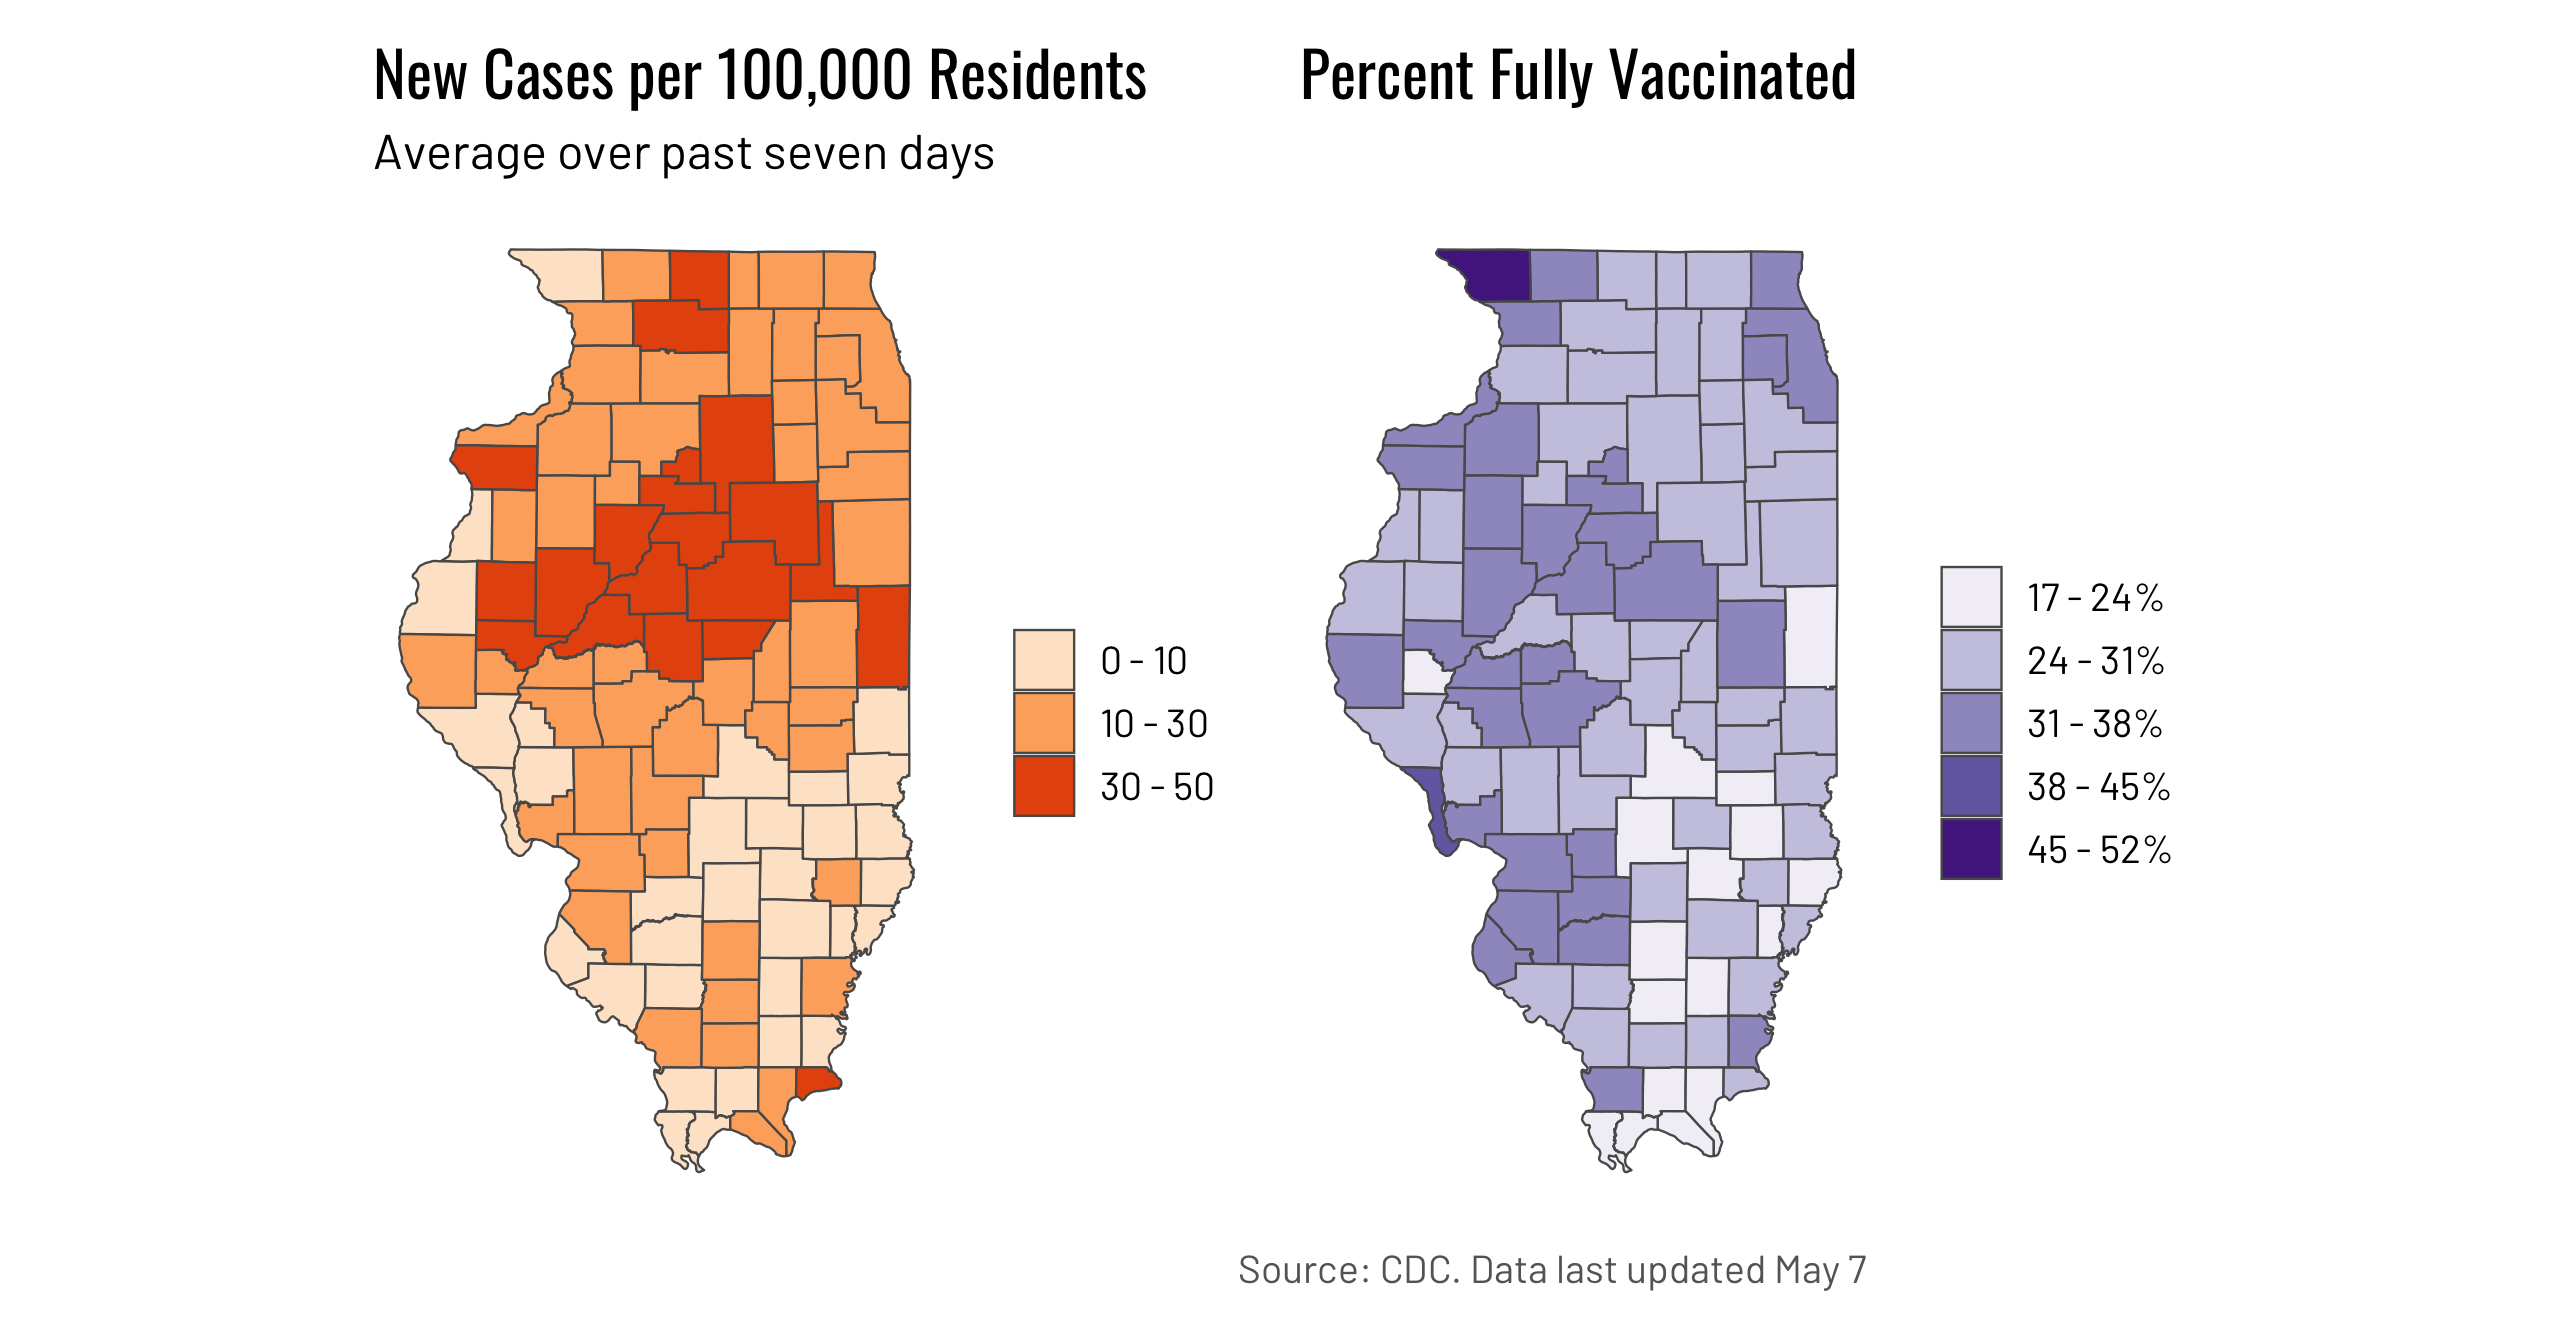 New Cases per 100,000 Residents
Average over past seven days
0 - 10
10 - 30
30 - 50
Percent Fully Vaccinated
17 - 24%
24 - 31%
31 - 38%
38 - 45%
45 - 52%
Source: CDC. Data last updated May 7